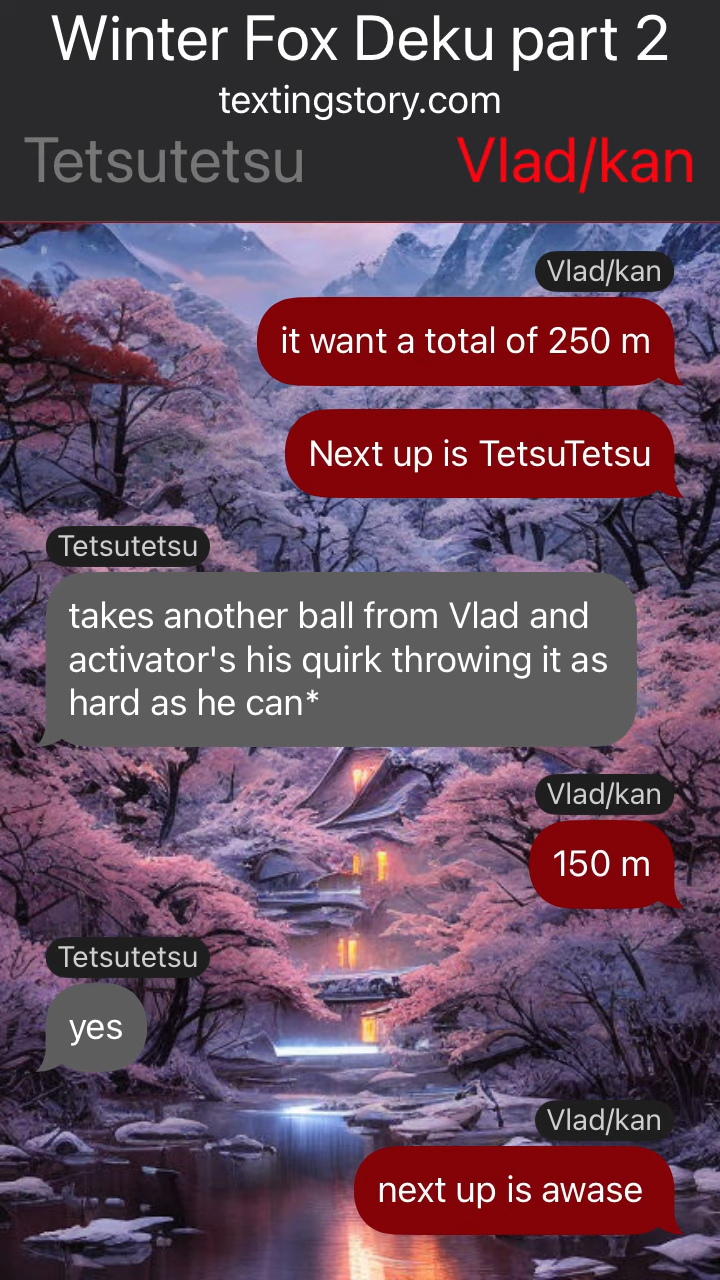 Winter Fox Deku part 2
textingstory.com
Tetsutetsu Vlad/kan
Vlad/kan
it want a total of 250 m
Next up is TetsuTetsu
Tetsutetsu
takes another ball from Vlad and
activator's his quirk throwing it as
hard as he can*
Vlad/kan
150 m
Tetsutetsu
yes
Vlad/kan
next up is awase